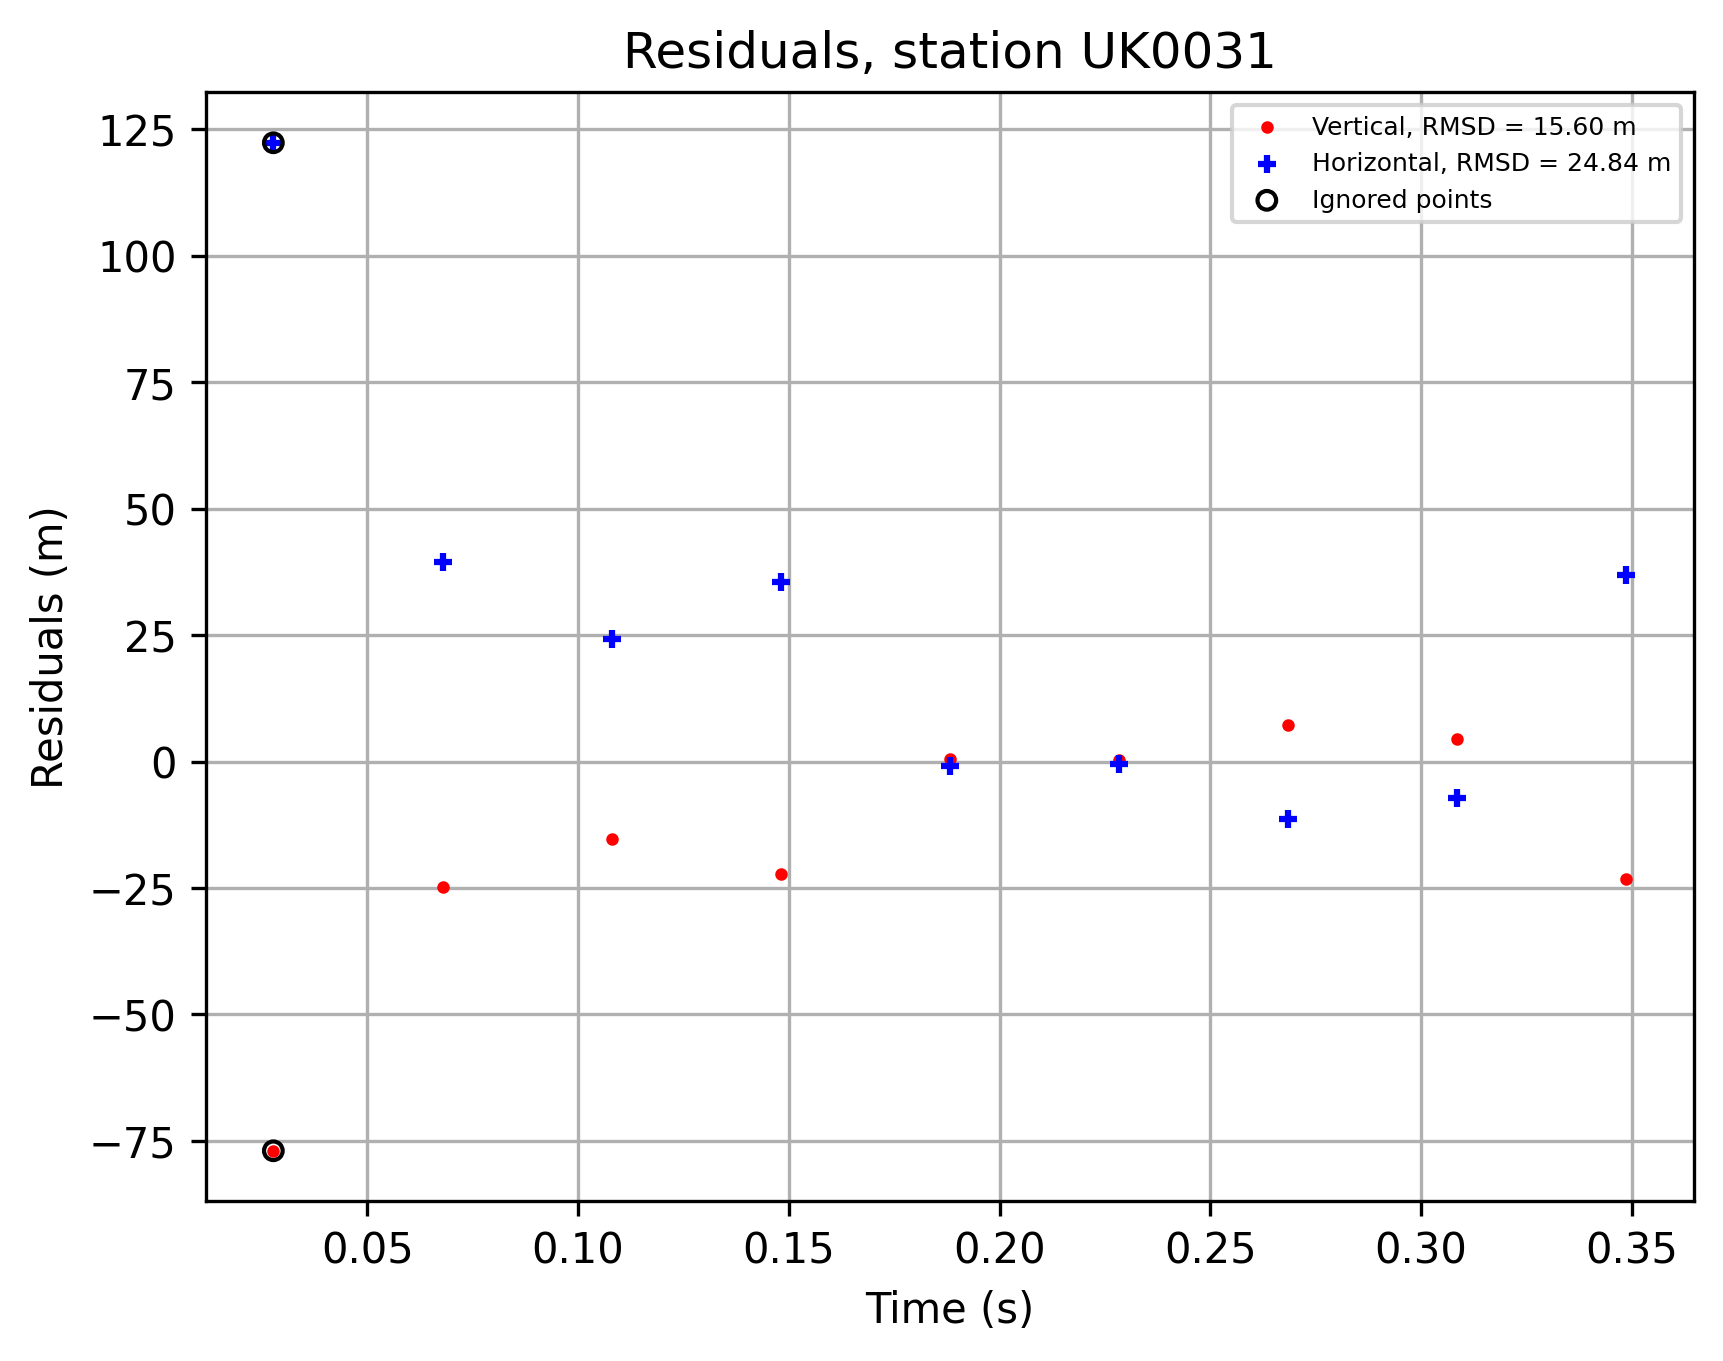 Residuals, station UK0031
Vertical, RMSD = 15.60 m
Horizontal, RMSD = 24.84 m
Ignored points
Residuals (m)
125
100
75
50
25
0
−25
−50
−75
0.05 0.10 0.15 0.20 0.25 0.30 0.35
Time (s)